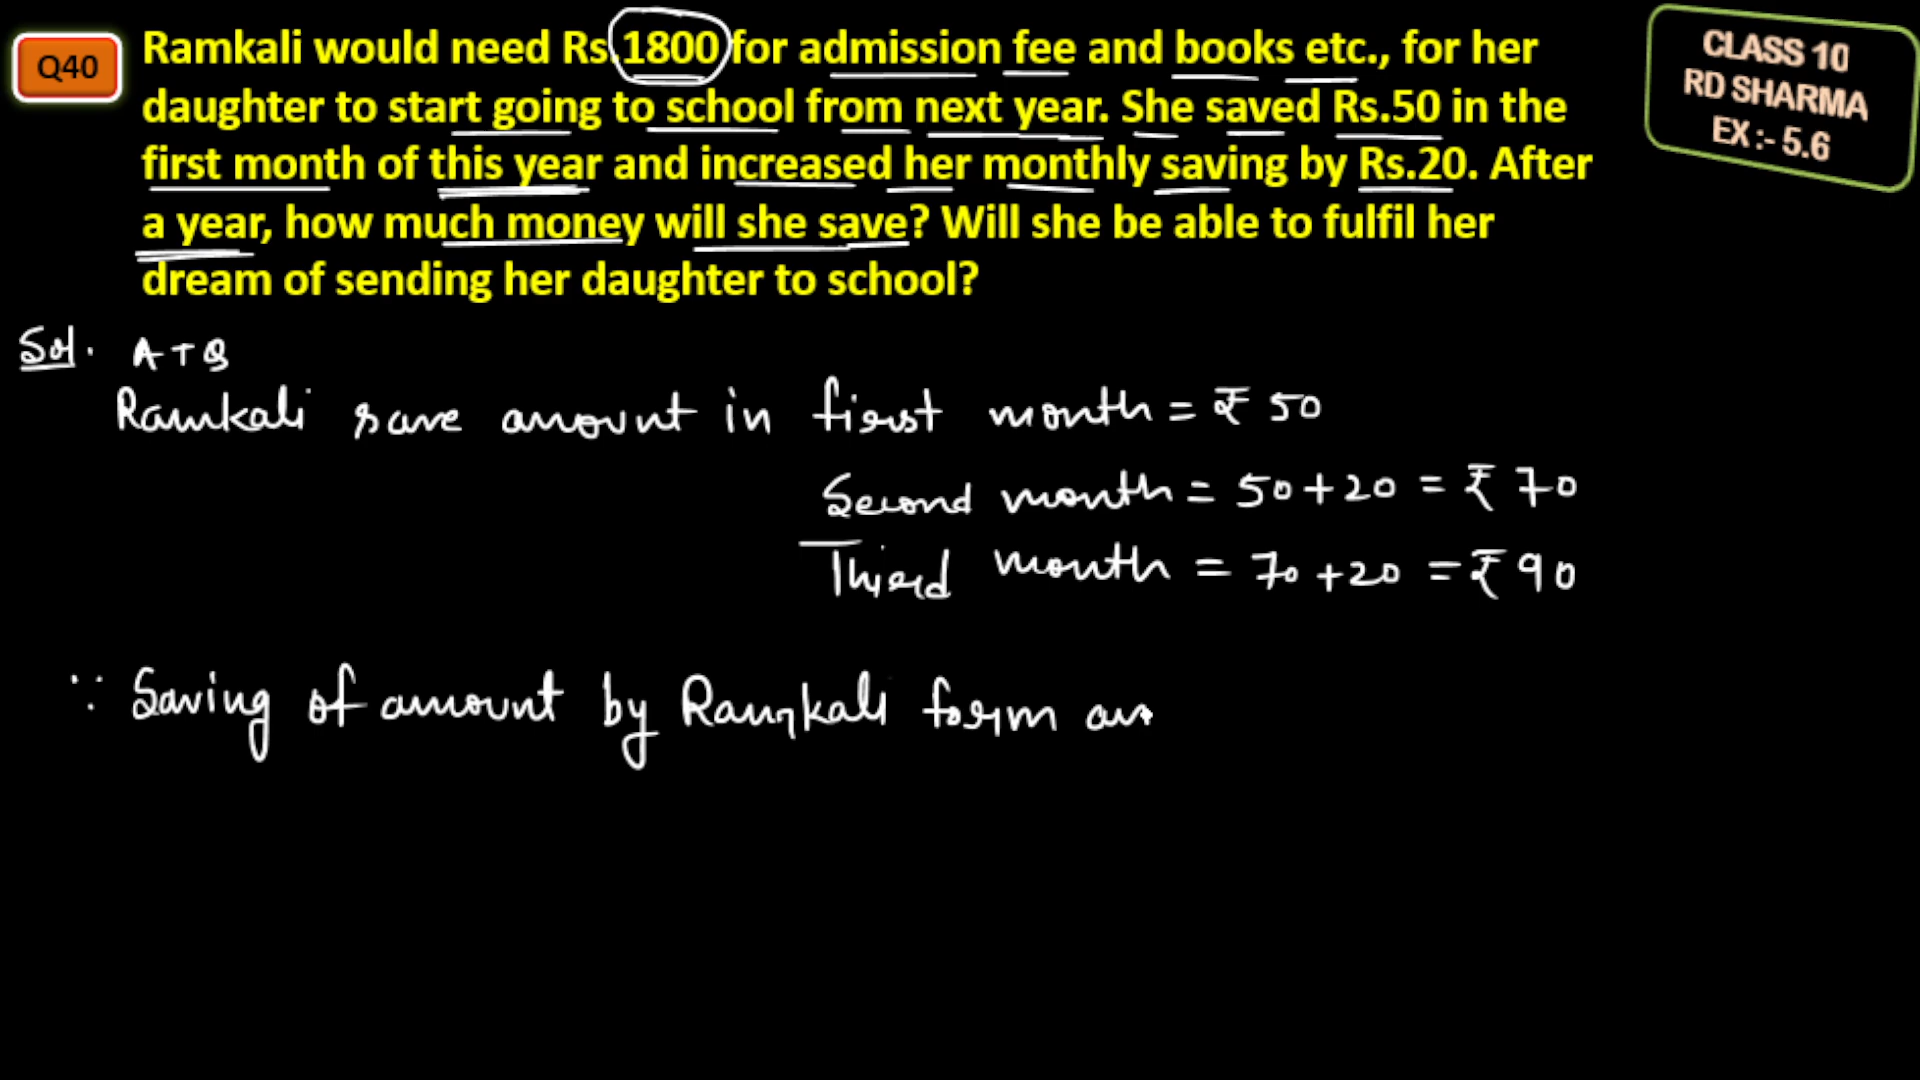 Q40
Ramkali would need Rs.1800 for admission fee and books etc., for her
daughter to start going to school from next year. She saved Rs.50 in the
first month of this year and increased her monthly saving by Rs.20. After
a year, how much money will she save? Will she be able to fulfil her
dream of sending her daughter to school?
CLASS 10
RD SHARMA
EX :- 5.6
Sol. ATQ
Ramkali save amount in first month = ₹ 50
Second month = 50+20 = ₹ 70
Third month = 70+20 = ₹ 90
∵ Saving of amount by Ramkali form an